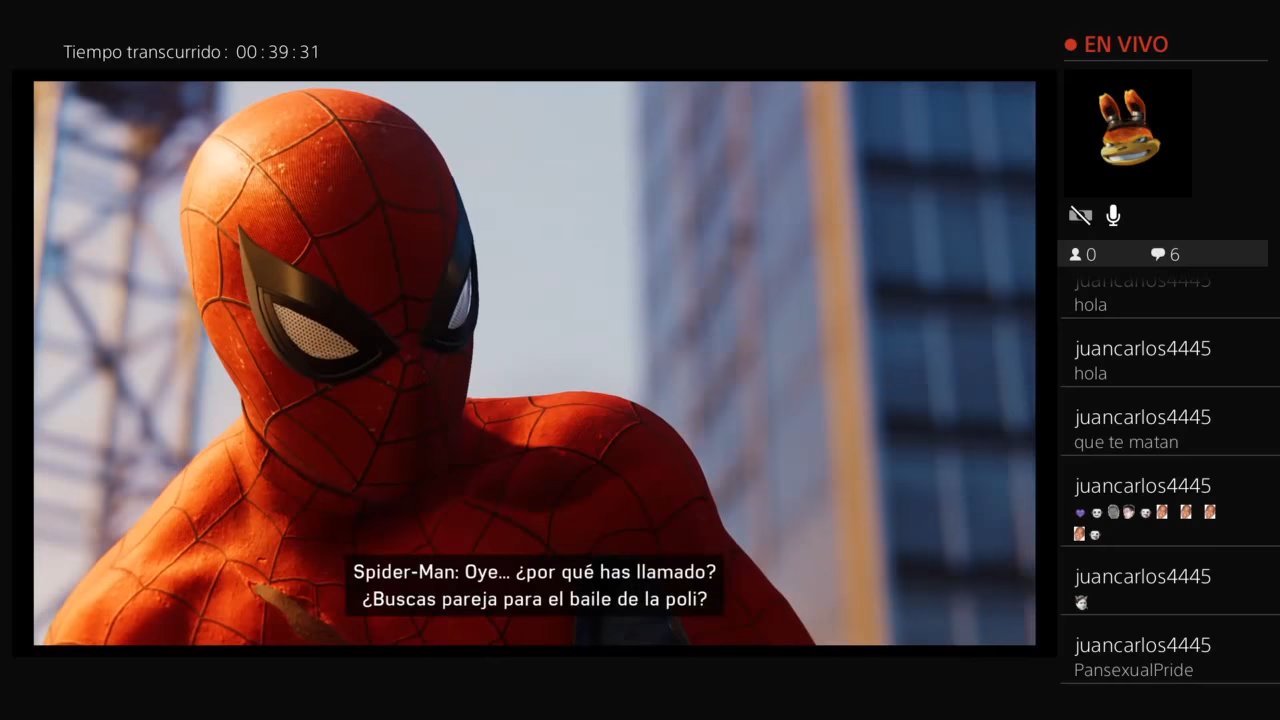 Tiempo transcurrido: 00:39:31
EN VIVO
0
6
juancarlos4445
hola
juancarlos4445
hola
juancarlos4445
que te matan
juancarlos4445
juancarlos4445
juancarlos4445
PansexualPride
Spider-Man: Oye... ¿por qué has llamado?
¿Buscas pareja para el baile de la poli?